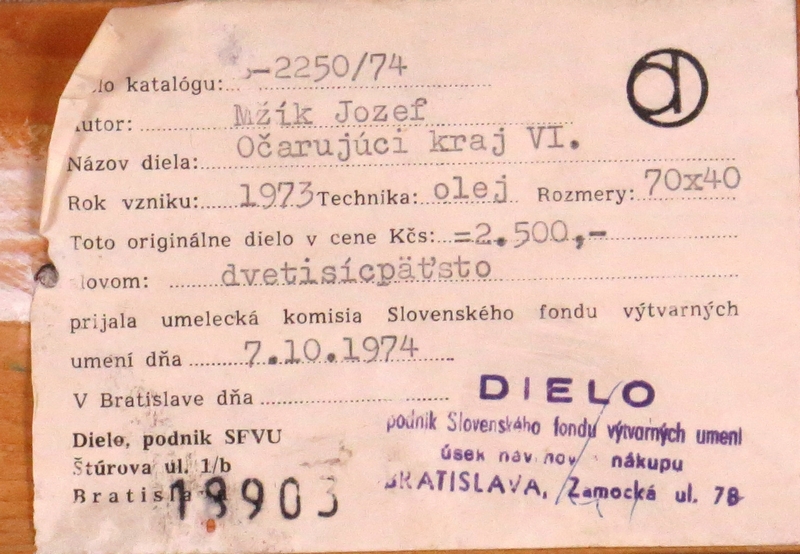 lo katalógu: -2250/74
utor: Mžík Jozef
Názov diela: Očarujúci kraj VI.
Rok vzniku: 1973 Technika: olej Rozmery: 70x40
Toto originálne dielo v cene Kčs: =2.500,-
lovom: dvetisícpäťsto
prijala umelecká komisia Slovenského fondu výtvarných
umení dňa 7.10.1974
V Bratislave dňa
Dielo, podnik SFVU
Štúrova ul. 1/b
Bratisla
18903
DIELO
podnik Slovenského fondu výtvarných umení
úsek nákupu
BRATISLAVA, Zamocká ul. 78